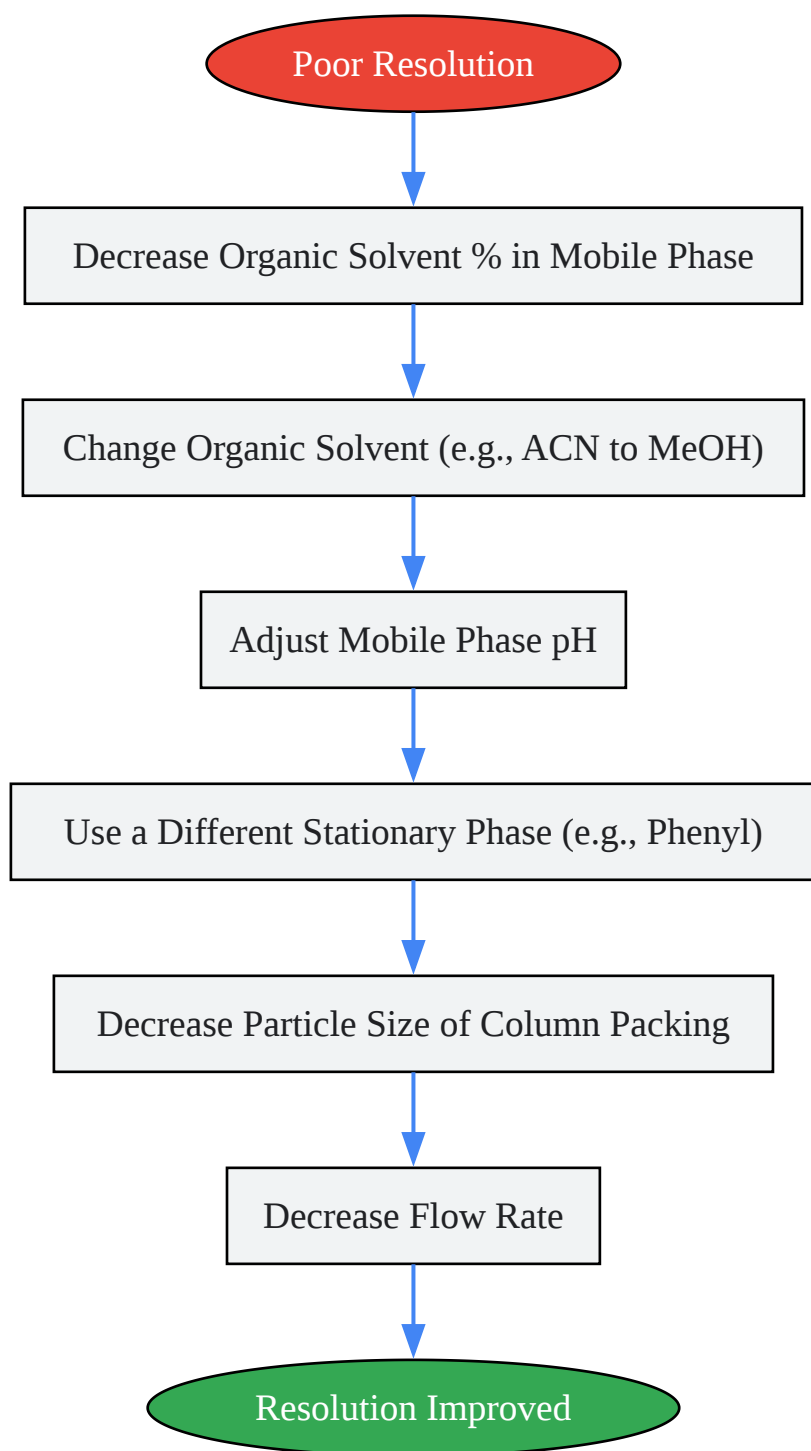 Poor Resolution
Decrease Organic Solvent % in Mobile Phase
Change Organic Solvent (e.g., ACN to MeOH)
Adjust Mobile Phase pH
Use a Different Stationary Phase (e.g., Phenyl)
Decrease Particle Size of Column Packing
Decrease Flow Rate
Resolution Improved